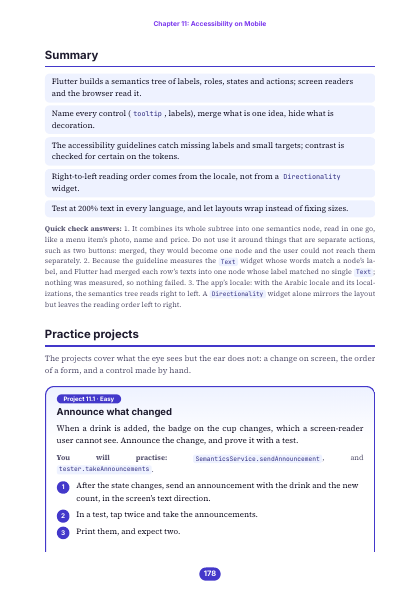 Chapter 11: Accessibility on Mobile
Summary
Flutter builds a semantics tree of labels, roles, states and actions; screen readers
and the browser read it.
Name every control ( tooltip , labels), merge what is one idea, hide what is
decoration.
The accessibility guidelines catch missing labels and small targets; contrast is
checked for certain on the tokens.
Right-to-left reading order comes from the locale, not from a Directionality
widget.
Test at 200% text in every language, and let layouts wrap instead of fixing sizes.
Quick check answers: 1. It combines its whole subtree into one semantic node, read in one go,
like a menu item's photo, name and price. Do not use it around things that are separate actions,
such as two buttons: merged, they would become one node and the user could not reach them
separately. 2. Because the guideline measures the Text widget whose words match a node's la-
bel, and Flutter had merged each row's texts into one node whose label matched no single Text;
nothing was measured, so nothing failed. 3. The app's locale: with the Arabic locale and its local-
izations, the semantics tree reads right to left. A Directionality widget alone mirrors the layout
but leaves the reading order left to right.
Practice projects
The projects cover what the eye sees but the ear does not: a change on screen, the order
of a form, and a control made by hand.
Project 11.1 · Easy
Announce what changed
When a drink is added, the badge on the cup changes, which a screen-reader
user cannot see. Announce the change, and prove it with a test.
You will practise: SemanticsService.sendAnnouncement, and
tester.takeAnnouncements.
1 After the state changes, send an announcement with the drink and the new
count, in the screen's text direction.
2 In a test, tap twice and take the announcements.
3 Print them, and expect two.
178